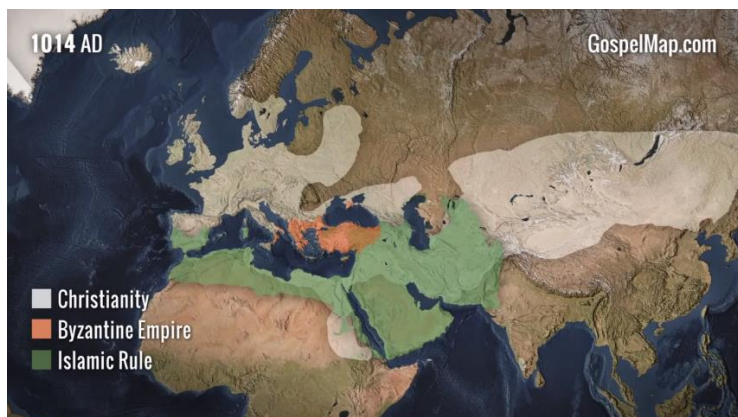 1014 AD
GospelMap.com
Christianity
Byzantine Empire
Islamic Rule